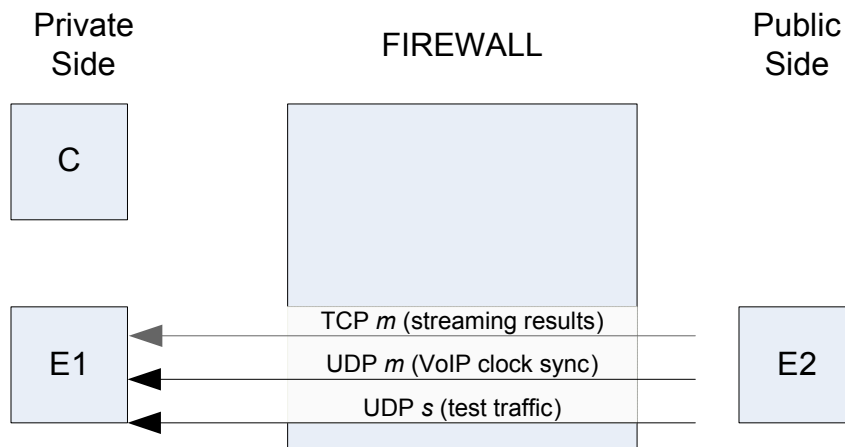 Private
Side
FIREWALL
Public
Side
C
TCP m (streaming results)
E1
UDP m (VoIP clock sync)
E2
UDP s (test traffic)